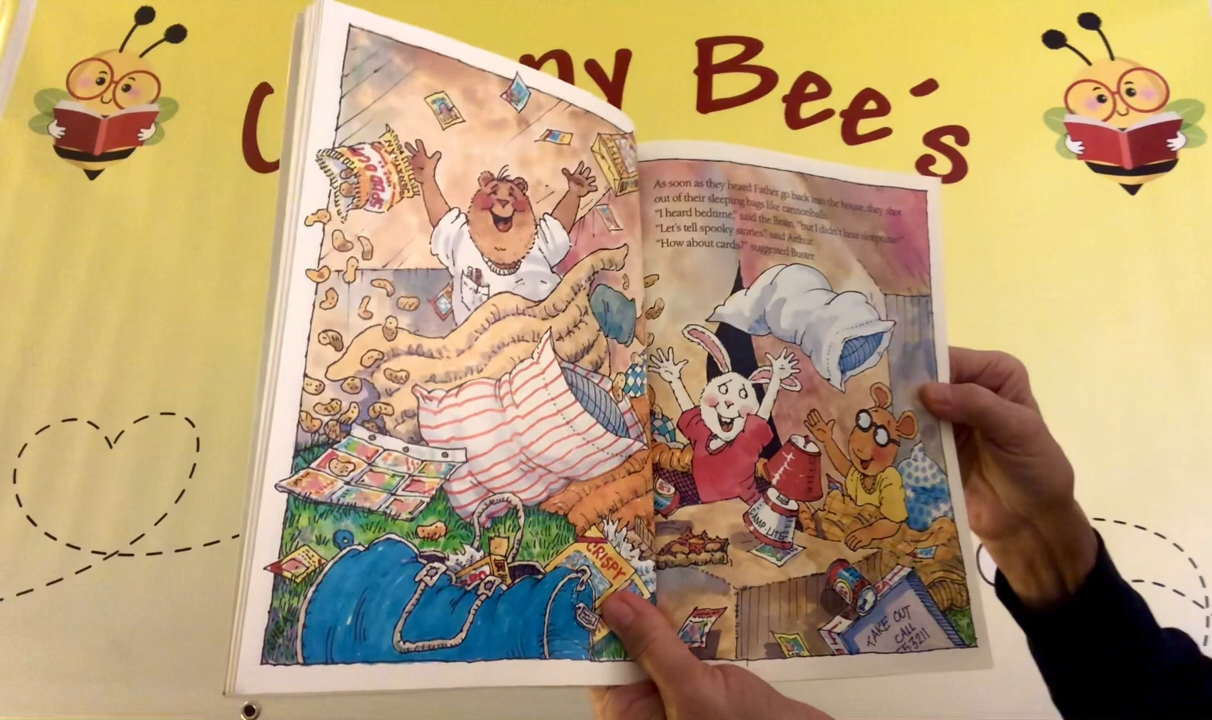 ny Bee's
As soon as they heard Father go back into the house, they shot
out of their sleeping bags like cannonballs.
"I heard bedtime," said the Brain, "but I didn't hear sleeptime!"
"Let's tell spooky stories," said Arthur.
"How about cards?" suggested Buster.
CRISPY
CAMP-LITE
TAKE OUT
CALL